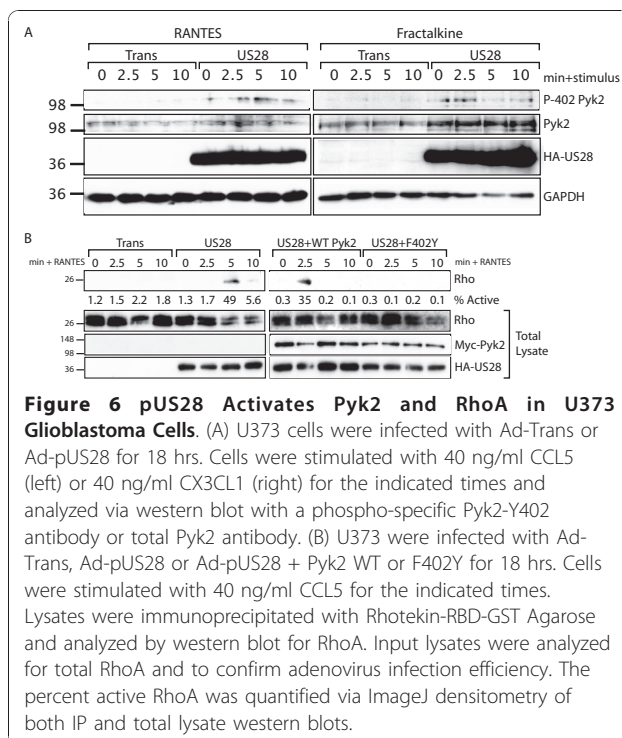 A
RANTES Fractalkine
Trans US28 Trans US28
0 2.5 5 10 0 2.5 5 10 0 2.5 5 10 0 2.5 5 10 min+stimulus
98 P-402 Pyk2
98 Pyk2
36 HA-US28
36 GAPDH
B
Trans US28 US28+WT Pyk2 US28+F402Y
min + RANTES 0 2.5 5 10 0 2.5 5 10 0 2.5 5 10 0 2.5 5 10 min + RANTES
26 Rho
1.2 1.5 2.2 1.8 1.3 1.7 49 5.6 0.3 35 0.2 0.1 0.3 0.1 0.2 0.1 % Active
26 Rho
148
98 Myc-Pyk2
36 HA-US28
Total
Lysate
Figure 6 pUS28 Activates Pyk2 and RhoA in U373
Glioblastoma Cells. (A) U373 cells were infected with Ad-Trans or
Ad-pUS28 for 18 hrs. Cells were stimulated with 40 ng/ml CCL5
(left) or 40 ng/ml CX3CL1 (right) for the indicated times and
analyzed via western blot with a phospho-specific Pyk2-Y402
antibody or total Pyk2 antibody. (B) U373 were infected with Ad-
Trans, Ad-pUS28 or Ad-pUS28 + Pyk2 WT or F402Y for 18 hrs. Cells
were stimulated with 40 ng/ml CCL5 for the indicated times.
Lysates were immunoprecipitated with Rhotekin-RBD-GST Agarose
and analyzed by western blot for RhoA. Input lysates were analyzed
for total RhoA and to confirm adenovirus infection efficiency. The
percent active RhoA was quantified via ImageJ densitometry of
both IP and total lysate western blots.